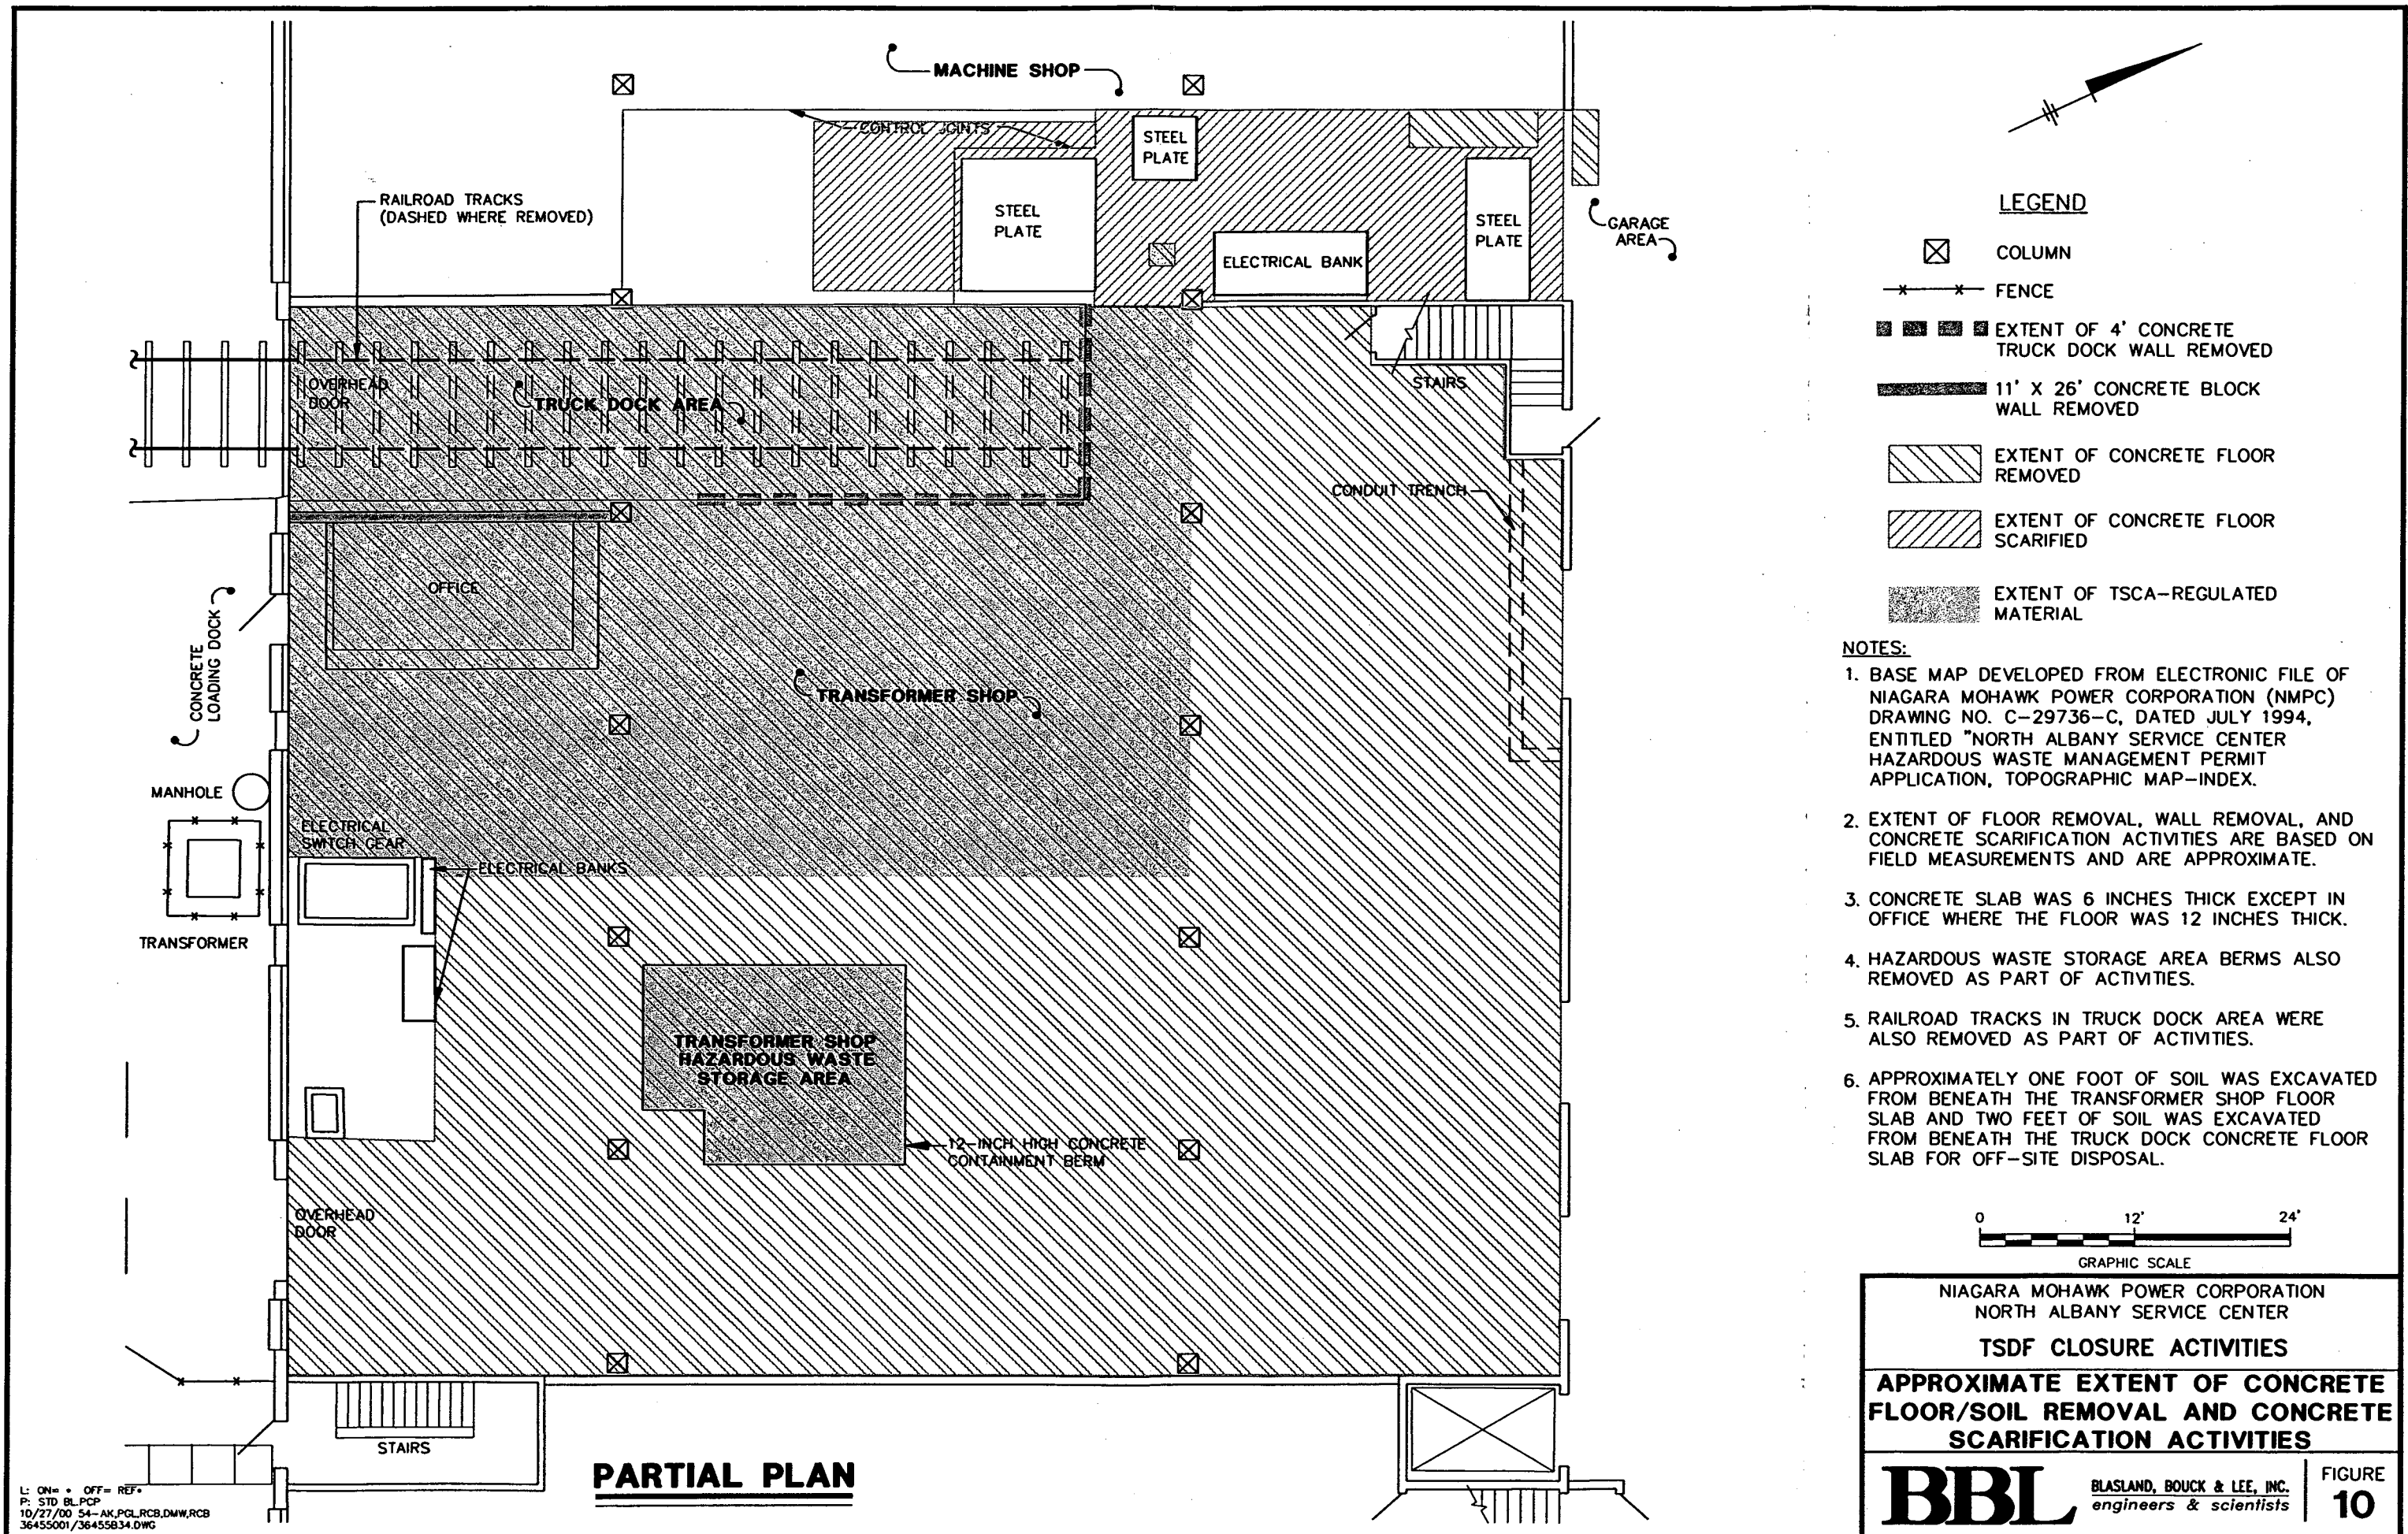 MACHINE SHOP
CONTROL JOINTS
STEEL
PLATE
RAILROAD TRACKS
(DASHED WHERE REMOVED)
STEEL
PLATE
STEEL
PLATE
GARAGE
AREA
ELECTRICAL BANK
OVERHEAD
DOOR
TRUCK DOCK AREA
STAIRS
CONDUIT TRENCH
OFFICE
CONCRETE
LOADING DOCK
TRANSFORMER SHOP
MANHOLE
ELECTRICAL
SWITCH GEAR
ELECTRICAL BANKS
TRANSFORMER
TRANSFORMER SHOP
HAZARDOUS WASTE
STORAGE AREA
12-INCH HIGH CONCRETE
CONTAINMENT BERM
OVERHEAD
DOOR
STAIRS
PARTIAL PLAN
L: ON= * OFF= REF*
P: STD BL.PCP
10/27/00 54-AK,PGL,RCB,DMW,RCB
36455001/36455B34.DWG
LEGEND
COLUMN
FENCE
EXTENT OF 4' CONCRETE
TRUCK DOCK WALL REMOVED
11' X 26' CONCRETE BLOCK
WALL REMOVED
EXTENT OF CONCRETE FLOOR
REMOVED
EXTENT OF CONCRETE FLOOR
SCARIFIED
EXTENT OF TSCA-REGULATED
MATERIAL
NOTES:
1. BASE MAP DEVELOPED FROM ELECTRONIC FILE OF
NIAGARA MOHAWK POWER CORPORATION (NMPC)
DRAWING NO. C-29736-C, DATED JULY 1994,
ENTITLED "NORTH ALBANY SERVICE CENTER
HAZARDOUS WASTE MANAGEMENT PERMIT
APPLICATION, TOPOGRAPHIC MAP-INDEX.
2. EXTENT OF FLOOR REMOVAL, WALL REMOVAL, AND
CONCRETE SCARIFICATION ACTIVITIES ARE BASED ON
FIELD MEASUREMENTS AND ARE APPROXIMATE.
3. CONCRETE SLAB WAS 6 INCHES THICK EXCEPT IN
OFFICE WHERE THE FLOOR WAS 12 INCHES THICK.
4. HAZARDOUS WASTE STORAGE AREA BERMS ALSO
REMOVED AS PART OF ACTIVITIES.
5. RAILROAD TRACKS IN TRUCK DOCK AREA WERE
ALSO REMOVED AS PART OF ACTIVITIES.
6. APPROXIMATELY ONE FOOT OF SOIL WAS EXCAVATED
FROM BENEATH THE TRANSFORMER SHOP FLOOR
SLAB AND TWO FEET OF SOIL WAS EXCAVATED
FROM BENEATH THE TRUCK DOCK CONCRETE FLOOR
SLAB FOR OFF-SITE DISPOSAL.
0 12' 24'
GRAPHIC SCALE
NIAGARA MOHAWK POWER CORPORATION
NORTH ALBANY SERVICE CENTER
TSDF CLOSURE ACTIVITIES
APPROXIMATE EXTENT OF CONCRETE
FLOOR/SOIL REMOVAL AND CONCRETE
SCARIFICATION ACTIVITIES
BBL
BLASLAND, BOUCK & LEE, INC.
engineers & scientists
FIGURE
10